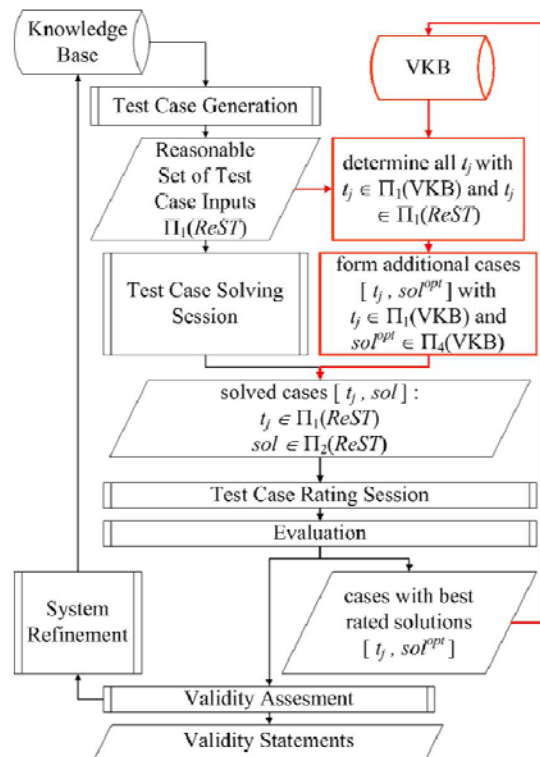 Knowledge
Base
VKB
Test Case Generation
Reasonable
Set of Test
Case Inputs
Π₁(ReST)
determine all tⱼ with
tⱼ ∈ Π₁(VKB) and tⱼ
∈ Π₁(ReST)
Test Case Solving
Session
form additional cases
[ tⱼ , solᵒᵖᵗ ] with
tⱼ ∈ Π₁(VKB) and
solᵒᵖᵗ ∈ Π₄(VKB)
solved cases [ tⱼ , sol ] :
tⱼ ∈ Π₁(ReST)
sol ∈ Π₂(ReST)
Test Case Rating Session
Evaluation
System
Refinement
cases with best
rated solutions
[ tⱼ , solᵒᵖᵗ ]
Validity Assesment
Validity Statements